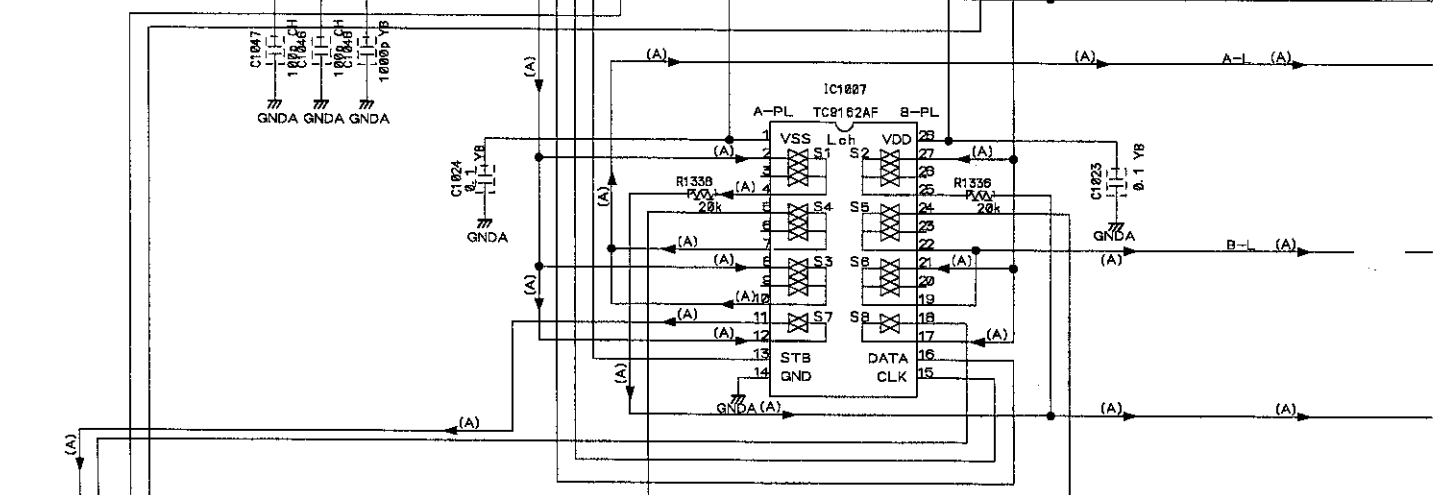 C1047
100p CH
C1046
100p CH
C1048
1000p YB
GNDA GNDA GNDA
(A)
(A)
(A)
A-L (A)
IC1007
A-PL TC9162AF B-PL
1 VSS Lch VDD 28
C1024
0.1 YB
GNDA
(A) 2 S1 S2 27 (A)
3 26
R1338 (A) 4 25 R1336
20k 20k
C1023
0.1 YB
GNDA
(A)
5 S4 S5 24
6 23
(A) 7 22
B-L (A)
(A)
(A) 8 S3 S6 21 (A)
9 20
(A) 10 19
(A)
(A) 11 S7 S8 18
(A) 12 17 (A)
13 STB DATA 16
14 GND CLK 15
(A)
GNDA (A)
(A) (A)
(A)
(A)